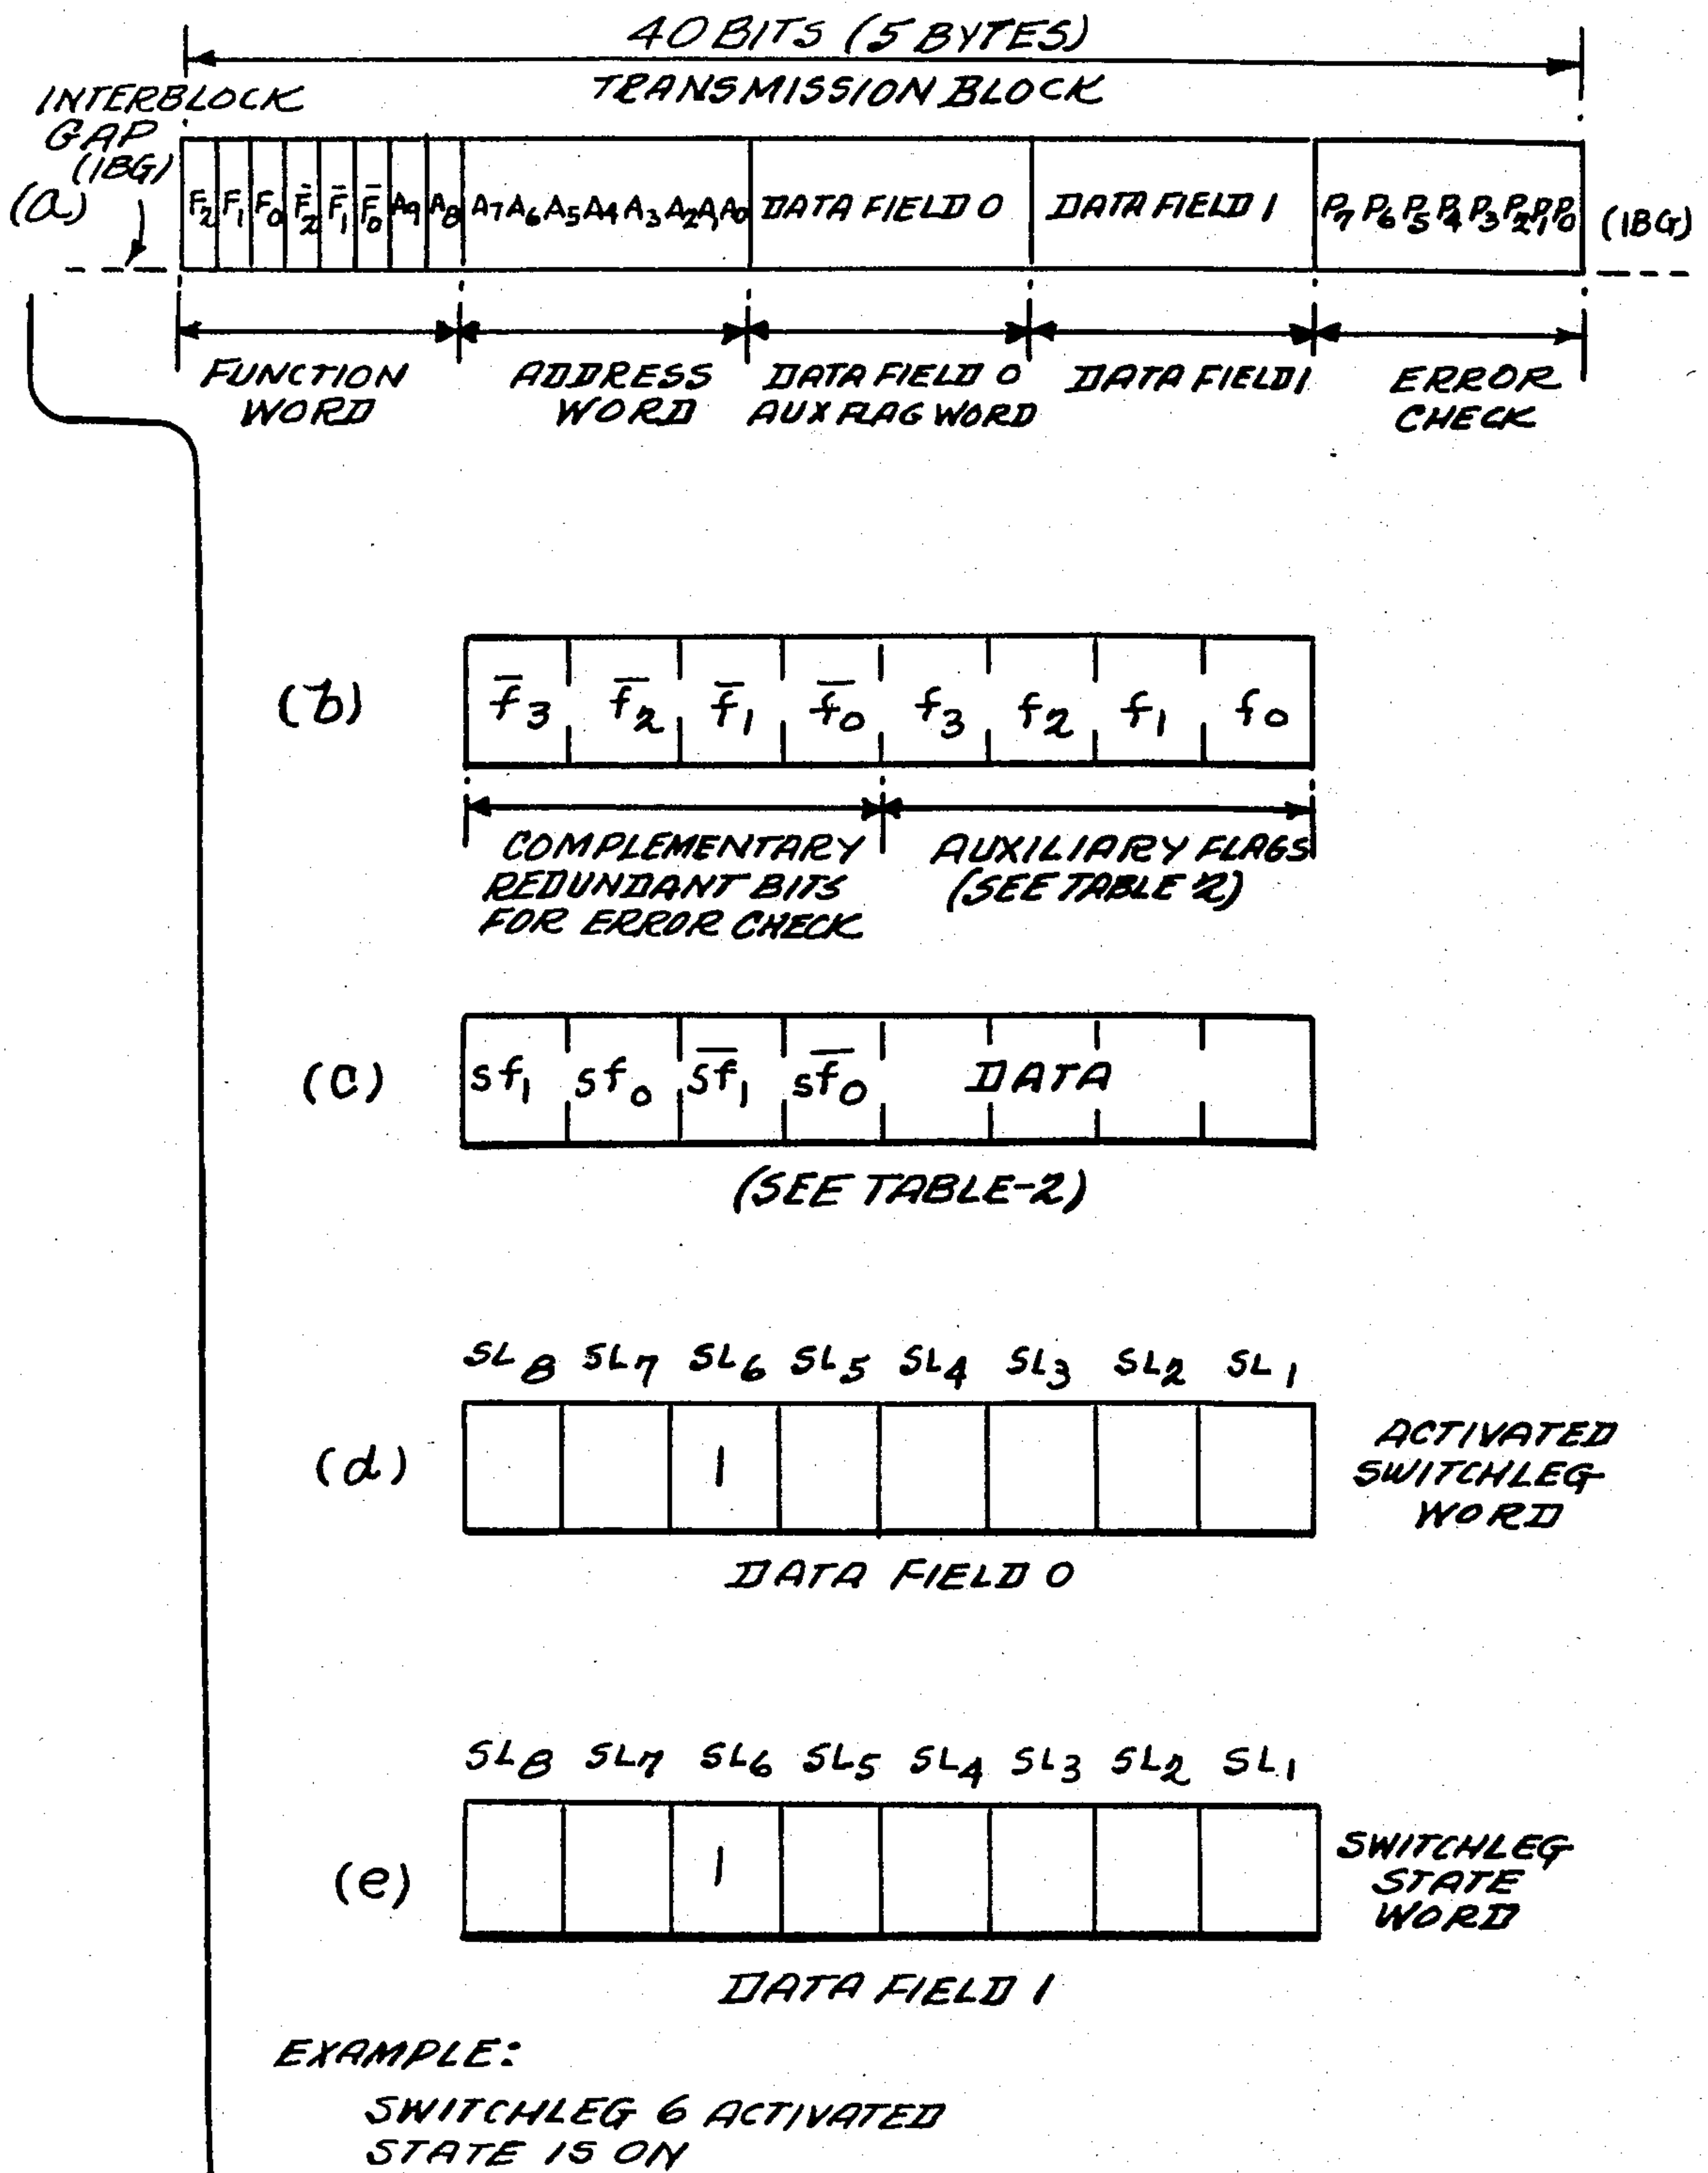 40 BITS (5 BYTES)
TRANSMISSION BLOCK
INTERBLOCK
GAP
(IBG)
(a)
F₂ F₁ F₀ F̄₂ F̄₁ F̄₀ A₉ A₈ A₇ A₆ A₅ A₄ A₃ A₂ A₁ A₀ DATA FIELD 0 DATA FIELD 1 P₇ P₆ P₅ P₄ P₃ P₂ P₁ P₀ (IBG)
FUNCTION
WORD
ADDRESS
WORD
DATA FIELD 0
AUX FLAG WORD
DATA FIELD 1
ERROR
CHECK
(b)
f̄₃ f̄₂ f̄₁ f̄₀ f₃ f₂ f₁ f₀
COMPLEMENTARY
REDUNDANT BITS
FOR ERROR CHECK
AUXILIARY FLAGS
(SEE TABLE 2)
(c)
sf₁ sf₀ s̄f̄₁ s̄f̄₀ DATA
(SEE TABLE-2)
SL₈ SL₇ SL₆ SL₅ SL₄ SL₃ SL₂ SL₁
(d)
1
ACTIVATED
SWITCHLEG
WORD
DATA FIELD 0
SL₈ SL₇ SL₆ SL₅ SL₄ SL₃ SL₂ SL₁
(e)
1
SWITCHLEG
STATE
WORD
DATA FIELD 1
EXAMPLE:
SWITCHLEG 6 ACTIVATED
STATE IS ON